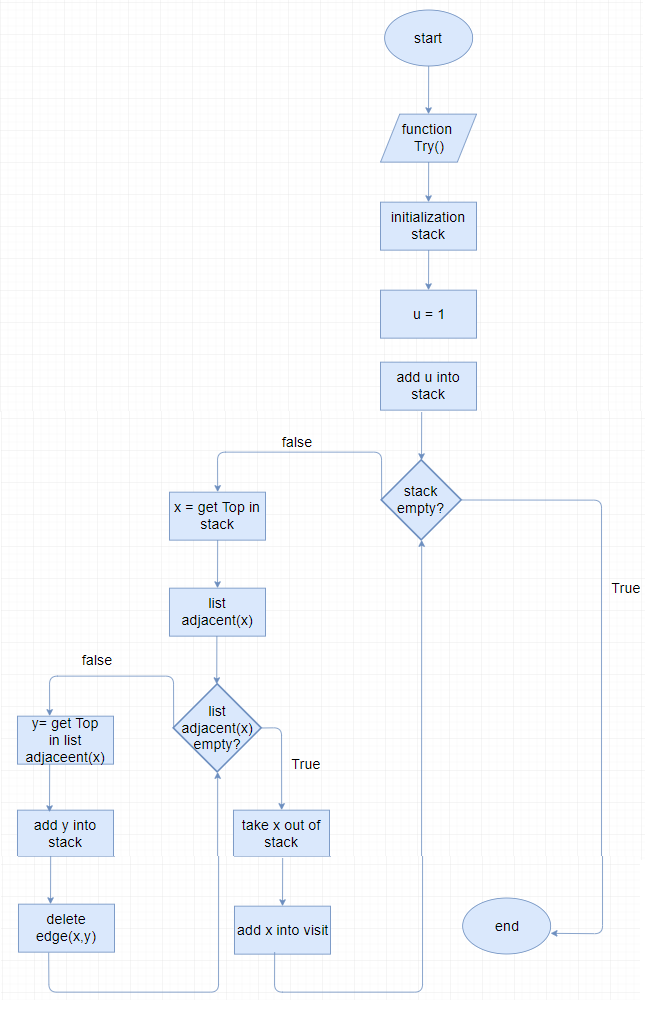 start
function
Try()
initialization
stack
u = 1
add u into
stack
false
stack
empty?
x = get Top in
stack
True
list
adjacent(x)
false
list
adjacent(x)
empty?
y= get Top
in list
adjaceent(x)
True
add y into
stack
take x out of
stack
delete
edge(x,y)
add x into visit
end